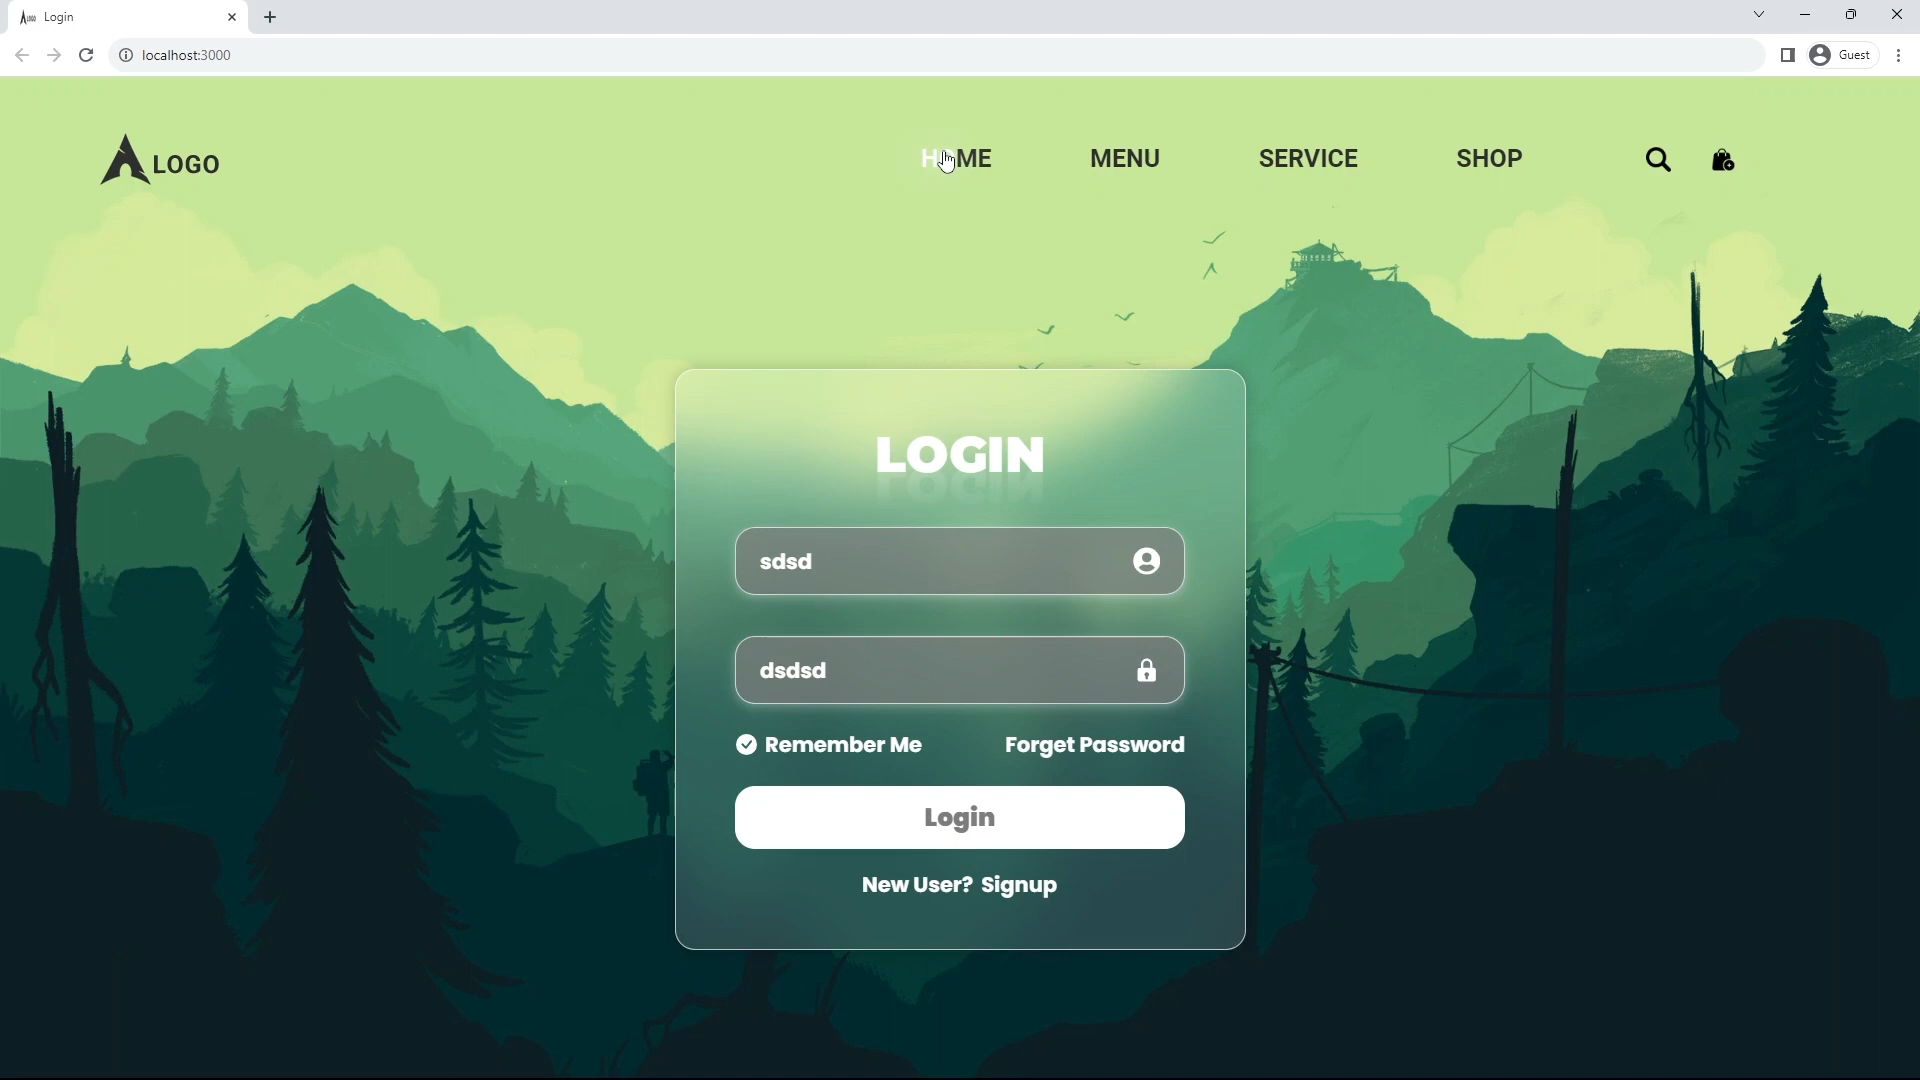 Login
localhost:3000
Guest
LOGO
HOME MENU SERVICE SHOP
LOGIN
sdsd
dsdsd
Remember Me Forget Password
Login
New User? Signup